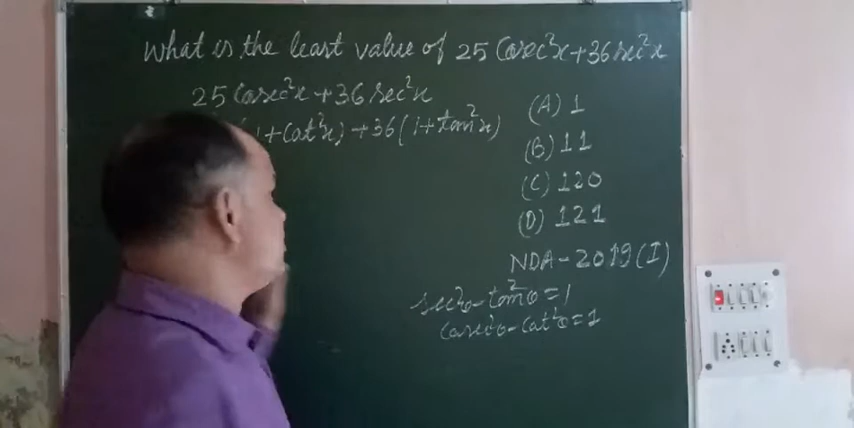 What is the least value of 25 Cosec²x+36 sec²x
25 Cosec²x+36 sec²x
1+Cot²x)+36(1+tan²x)
(A) 1
(B) 11
(C) 120
(D) 121
NDA-2019(I)
sec²θ-tan²θ=1
Cosec²θ-Cot²θ=1